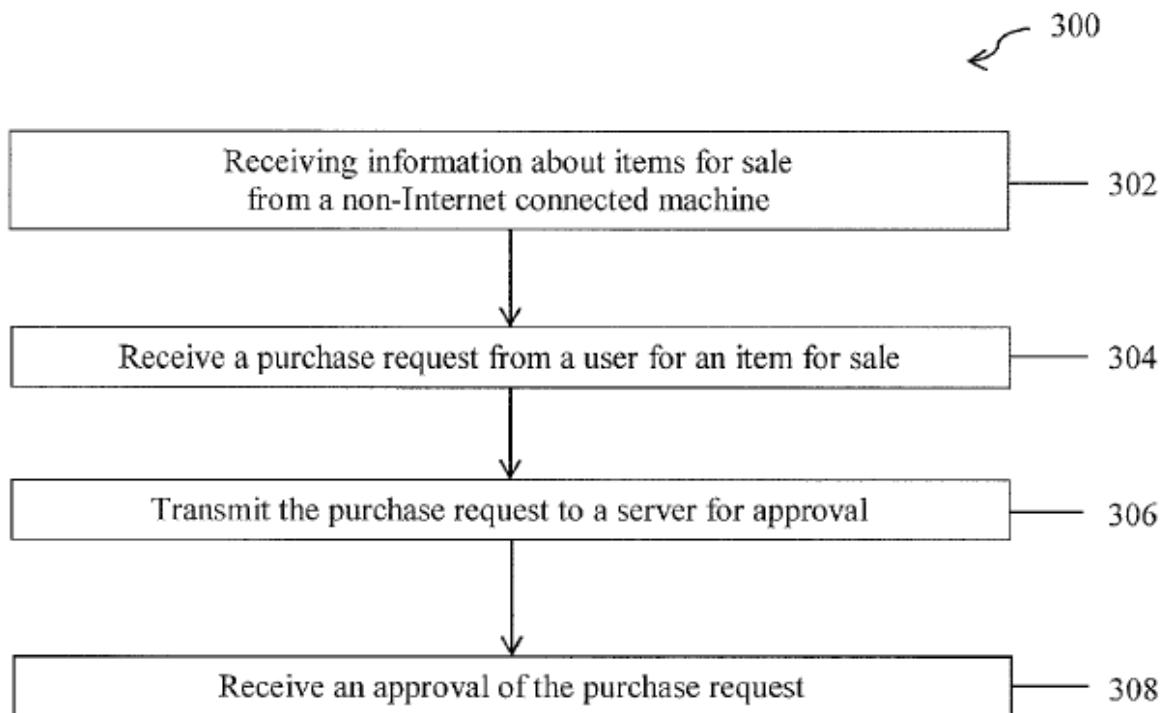 300
Receiving information about items for sale
from a non-Internet connected machine
302
Receive a purchase request from a user for an item for sale
304
Transmit the purchase request to a server for approval
306
Receive an approval of the purchase request
308